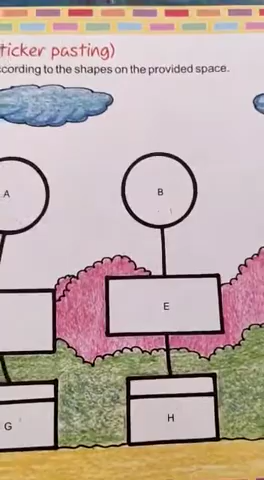 ticker pasting)
ccording to the shapes on the provided space.
A
B
E
G
H